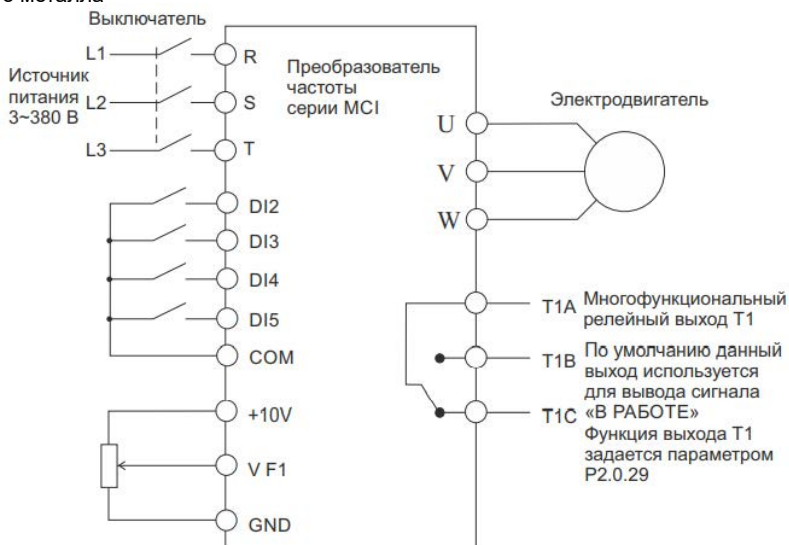 Выключатель
L1
R
Источник
питания
3~380 В
L2
S
L3
T
Преобразователь
частоты
серии MCI
U
V
W
Электродвигатель
DI2
DI3
DI4
DI5
COM
+10V
V F1
GND
T1A
Многофункциональный
релейный выход T1
T1B
T1C
По умолчанию данный
выход используется
для вывода сигнала
«В РАБОТЕ»
Функция выхода T1
задается параметром
P2.0.29